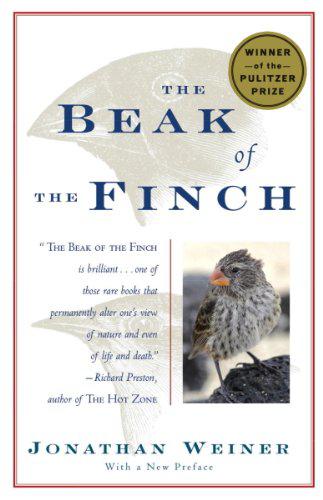 WINNER
—of the—
PULITZER
PRIZE
THE
BEAK
of
THE FINCH
“THE BEAK OF THE FINCH
is brilliant . . . one of
those rare books that
permanently alter one’s view
of nature and even
of life and death.”
—Richard Preston,
author of THE HOT ZONE
JONATHAN WEINER
With a New Preface